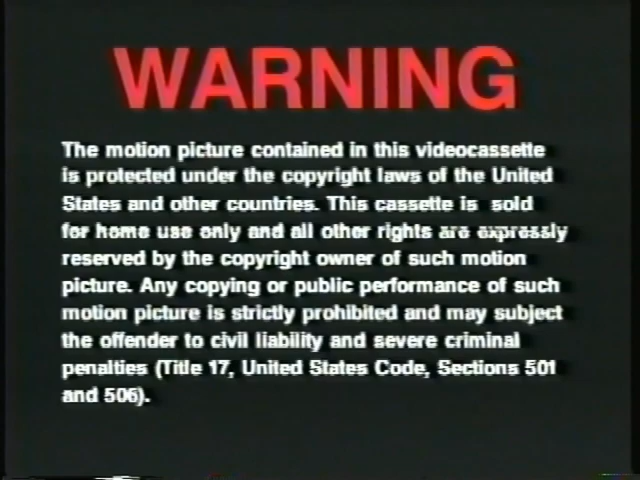 WARNING
The motion picture contained in this videocassette
is protected under the copyright laws of the United
States and other countries. This cassette is sold
for home use only and all other rights are expressly
reserved by the copyright owner of such motion
picture. Any copying or public performance of such
motion picture is strictly prohibited and may subject
the offender to civil liability and severe criminal
penalties (Title 17, United States Code, Sections 501
and 506).